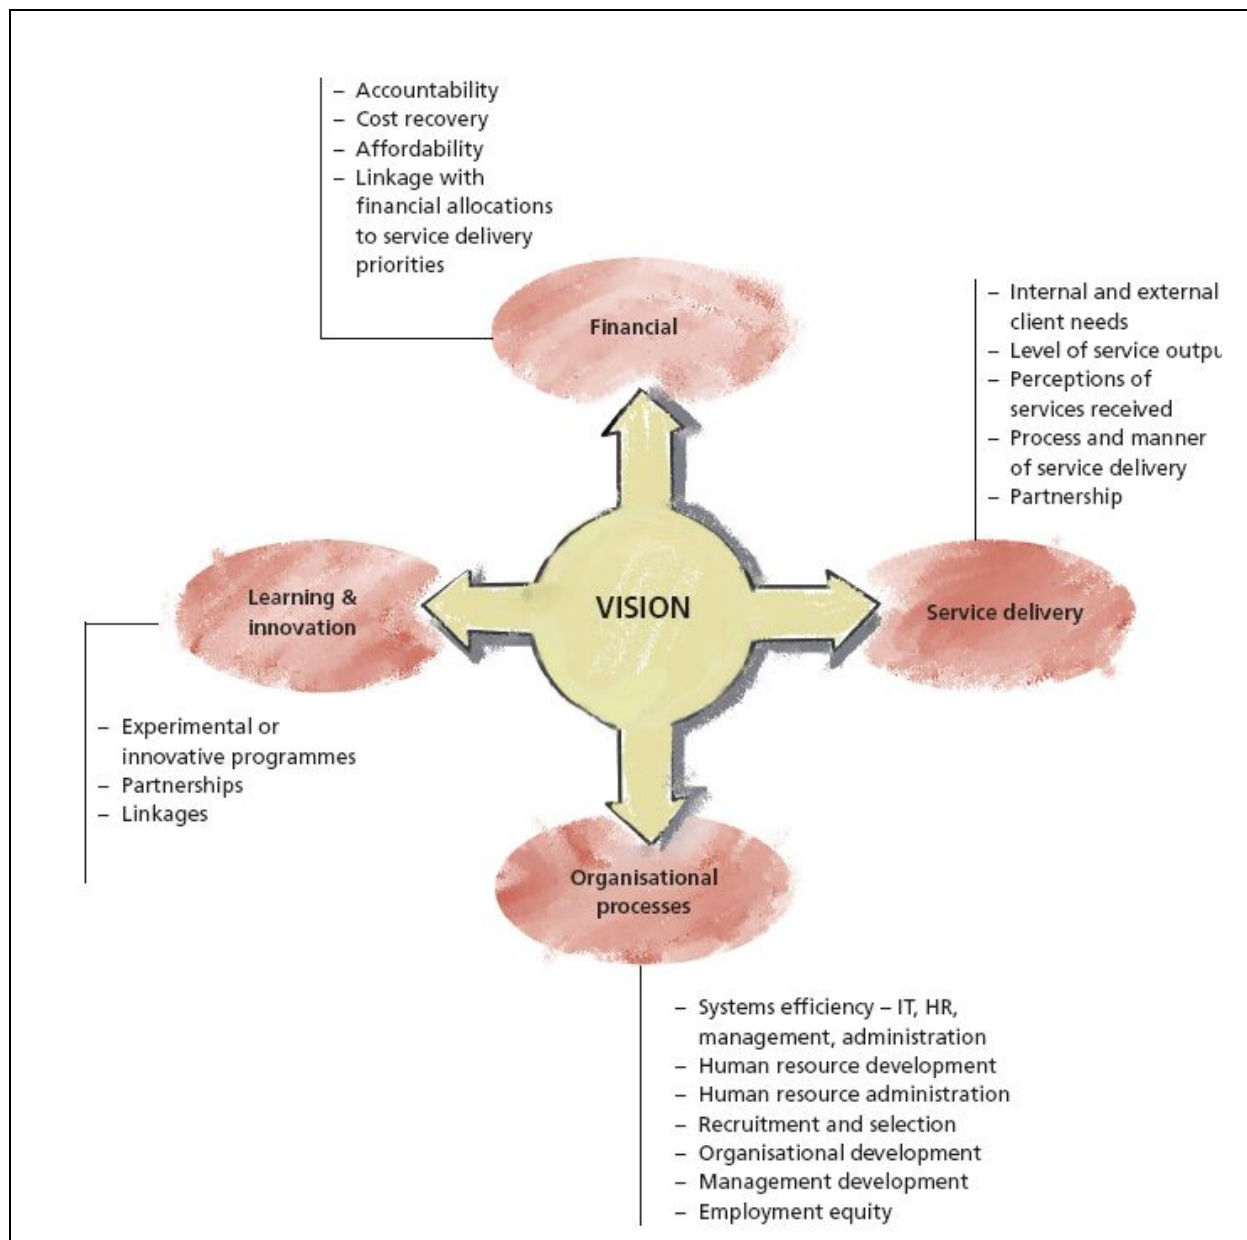 – Accountability
– Cost recovery
– Affordability
– Linkage with
financial allocations
to service delivery
priorities
Financial
– Internal and external
client needs
– Level of service outpu
– Perceptions of
services received
– Process and manner
of service delivery
– Partnership
Learning &
innovation
VISION
Service delivery
– Experimental or
innovative programmes
– Partnerships
– Linkages
Organisational
processes
– Systems efficiency – IT, HR,
management, administration
– Human resource development
– Human resource administration
– Recruitment and selection
– Organisational development
– Management development
– Employment equity